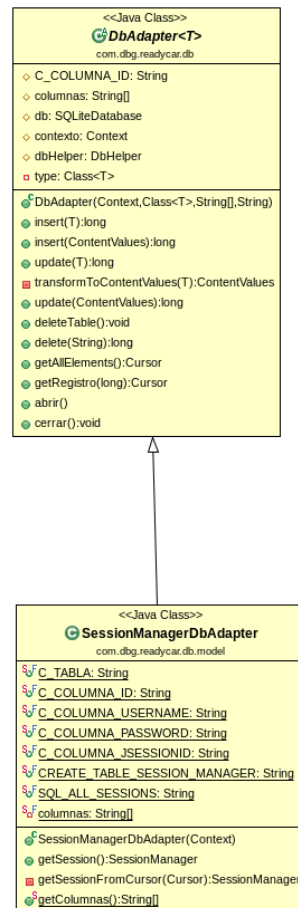 <<Java Class>>
DbAdapter<T>
com.dbg.readycar.db
C_COLUMNA_ID: String
columnas: String[]
db: SQLiteDatabase
contexto: Context
dbHelper: DbHelper
type: Class<T>
DbAdapter(Context,Class<T>,String[],String)
insert(T):long
insert(ContentValues):long
update(T):long
transformToContentValues(T):ContentValues
update(ContentValues):long
deleteTable():void
delete(String):long
getAllElements():Cursor
getRegistro(long):Cursor
abrir()
cerrar():void
<<Java Class>>
SessionManagerDbAdapter
com.dbg.readycar.db.model
C_TABLA: String
C_COLUMNA_ID: String
C_COLUMNA_USERNAME: String
C_COLUMNA_PASSWORD: String
C_COLUMNA_JSESSIONID: String
CREATE_TABLE_SESSION_MANAGER: String
SQL_ALL_SESSIONS: String
columnas: String[]
SessionManagerDbAdapter(Context)
getSession():SessionManager
getSessionFromCursor(Cursor):SessionManager
getColumns():String[]